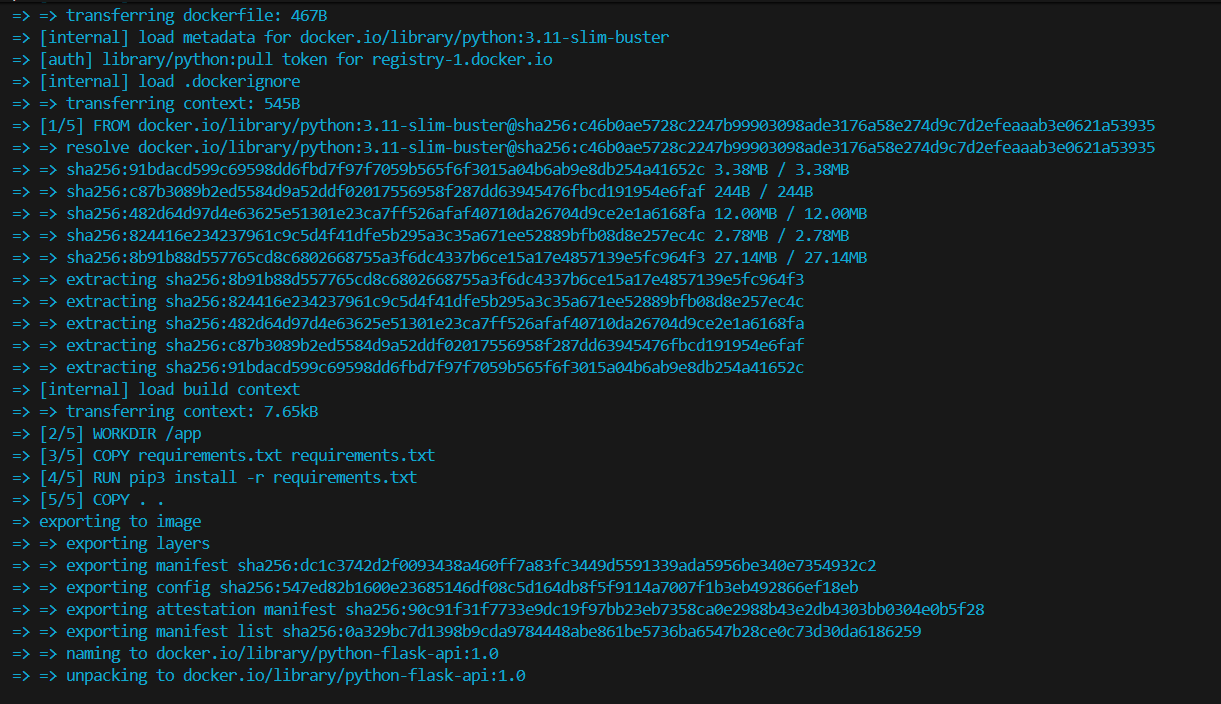 => => transferring dockerfile: 467B
=> [internal] load metadata for docker.io/library/python:3.11-slim-buster
=> [auth] library/python:pull token for registry-1.docker.io
=> [internal] load .dockerignore
=> => transferring context: 545B
=> [1/5] FROM docker.io/library/python:3.11-slim-buster@sha256:c46b0ae5728c2247b99903098ade3176a58e274d9c7d2efeaaab3e0621a53935
=> => resolve docker.io/library/python:3.11-slim-buster@sha256:c46b0ae5728c2247b99903098ade3176a58e274d9c7d2efeaaab3e0621a53935
=> => sha256:91bdacd599c69598dd6fbd7f97f7059b565f6f3015a04b6ab9e8db254a41652c 3.38MB / 3.38MB
=> => sha256:c87b3089b2ed5584d9a52ddf02017556958f287dd63945476fbcd191954e6faf 244B / 244B
=> => sha256:482d64d97d4e63625e51301e23ca7ff526afaf40710da26704d9ce2e1a6168fa 12.00MB / 12.00MB
=> => sha256:824416e234237961c9c5d4f41dfe5b295a3c35a671ee52889bfb08d8e257ec4c 2.78MB / 2.78MB
=> => sha256:8b91b88d557765cd8c6802668755a3f6dc4337b6ce15a17e4857139e5fc964f3 27.14MB / 27.14MB
=> => extracting sha256:8b91b88d557765cd8c6802668755a3f6dc4337b6ce15a17e4857139e5fc964f3
=> => extracting sha256:824416e234237961c9c5d4f41dfe5b295a3c35a671ee52889bfb08d8e257ec4c
=> => extracting sha256:482d64d97d4e63625e51301e23ca7ff526afaf40710da26704d9ce2e1a6168fa
=> => extracting sha256:c87b3089b2ed5584d9a52ddf02017556958f287dd63945476fbcd191954e6faf
=> => extracting sha256:91bdacd599c69598dd6fbd7f97f7059b565f6f3015a04b6ab9e8db254a41652c
=> [internal] load build context
=> => transferring context: 7.65kB
=> [2/5] WORKDIR /app
=> [3/5] COPY requirements.txt requirements.txt
=> [4/5] RUN pip3 install -r requirements.txt
=> [5/5] COPY . .
=> exporting to image
=> => exporting layers
=> => exporting manifest sha256:dc1c3742d2f0093438a460ff7a83fc3449d5591339ada5956be340e7354932c2
=> => exporting config sha256:547ed82b1600e23685146df08c5d164db8f5f9114a7007f1b3eb492866ef18eb
=> => exporting attestation manifest sha256:90c91f31f7733e9dc19f97bb23eb7358ca0e2988b43e2db4303bb0304e0b5f28
=> => exporting manifest list sha256:0a329bc7d1398b9cda9784448abe861be5736ba6547b28ce0c73d30da6186259
=> => naming to docker.io/library/python-flask-api:1.0
=> => unpacking to docker.io/library/python-flask-api:1.0